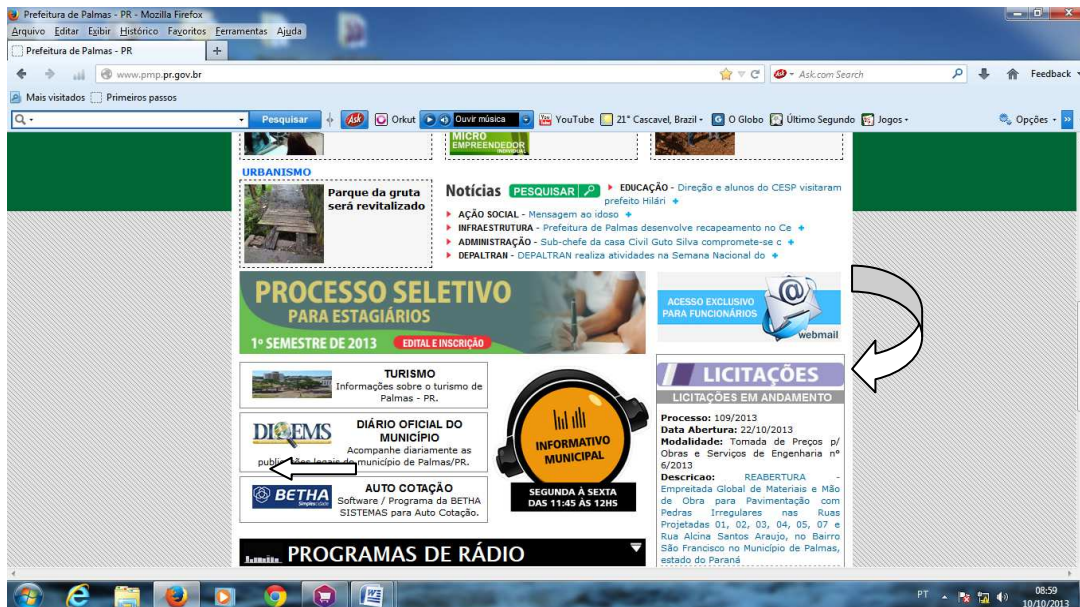 Prefeitura de Palmas - PR - Mozilla Firefox
Arquivo Editar Exibir Histórico Favoritos Ferramentas Ajuda
Prefeitura de Palmas - PR +
www.pmp.pr.gov.br
Ask.com Search
Feedback
Mais visitados Primeiros passos
Pesquisar Ask Orkut Ouvir música YouTube 21° Cascavel, Brazil O Globo Último Segundo Jogos Opções
MICRO
EMPREENDEDOR
INDIVIDUAL
URBANISMO
Parque da gruta
será revitalizado
Notícias PESQUISAR
EDUCAÇÃO - Direção e alunos do CESP visitaram
prefeito Hilári
AÇÃO SOCIAL - Mensagem ao idoso
INFRAESTRUTURA - Prefeitura de Palmas desenvolve recapeamento no Ce
ADMINISTRAÇÃO - Sub-chefe da casa Civil Guto Silva compromete-se c
DEPALTRAN - DEPALTRAN realiza atividades na Semana Nacional do
PROCESSO SELETIVO
PARA ESTAGIÁRIOS
1º SEMESTRE DE 2013 EDITAL E INSCRIÇÃO
ACESSO EXCLUSIVO
PARA FUNCIONÁRIOS
@
webmail
TURISMO
Informações sobre o turismo de
Palmas - PR.
DIOEMS
DIÁRIO OFICIAL DO
MUNICÍPIO
Acompanhe diariamente as
publicações legais do município de Palmas/PR.
BETHA
AUTO COTAÇÃO
Software / Programa da BETHA
SISTEMAS para Auto Cotação.
INFORMATIVO
MUNICIPAL
SEGUNDA À SEXTA
DAS 11:45 ÀS 12HS
PROGRAMAS DE RÁDIO
LICITAÇÕES
LICITAÇÕES EM ANDAMENTO
Processo: 109/2013
Data Abertura: 22/10/2013
Modalidade: Tomada de Preços p/
Obras e Serviços de Engenharia nº
6/2013
Descricao: REABERTURA -
Empreitada Global de Materiais e Mão
de Obra para Pavimentação com
Pedras Irregulares nas Ruas
Projetadas 01, 02, 03, 04, 05, 07 e
Rua Alcina Santos Araujo, no Bairro
São Francisco no Município de Palmas,
estado do Paraná
PT
08:59
10/10/2013